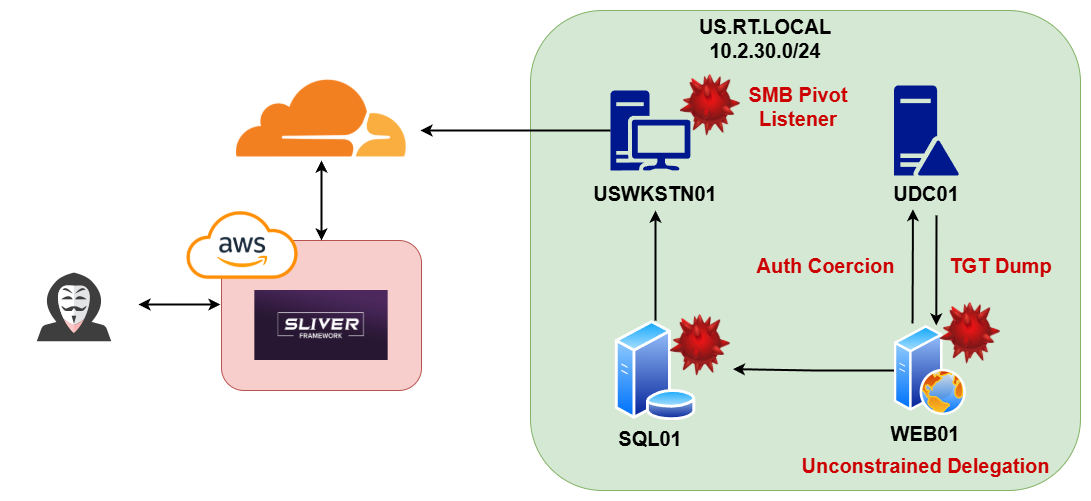 US.RT.LOCAL
10.2.30.0/24
SMB Pivot
Listener
USWKSTN01
UDC01
aws
SLIVER
FRAMEWORK
Auth Coercion
TGT Dump
SQL01
WEB01
Unconstrained Delegation